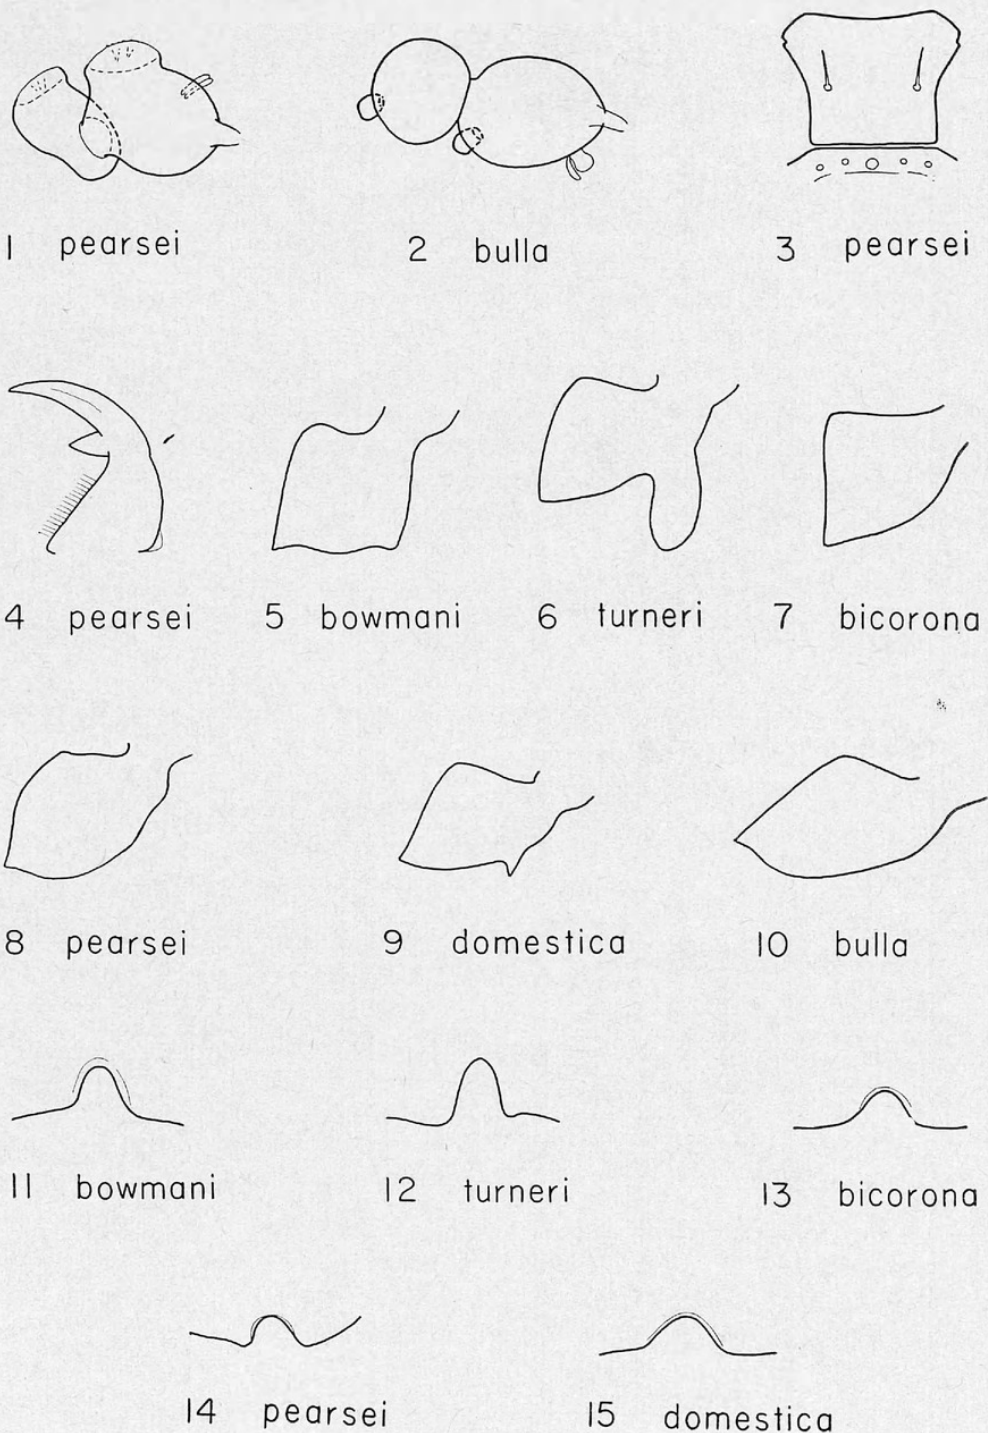 1 pearsei 2 bulla 3 pearsei
4 pearsei 5 bowmani 6 turneri 7 bicorona
8 pearsei 9 domestica 10 bulla
11 bowmani 12 turneri 13 bicorona
14 pearsei 15 domestica